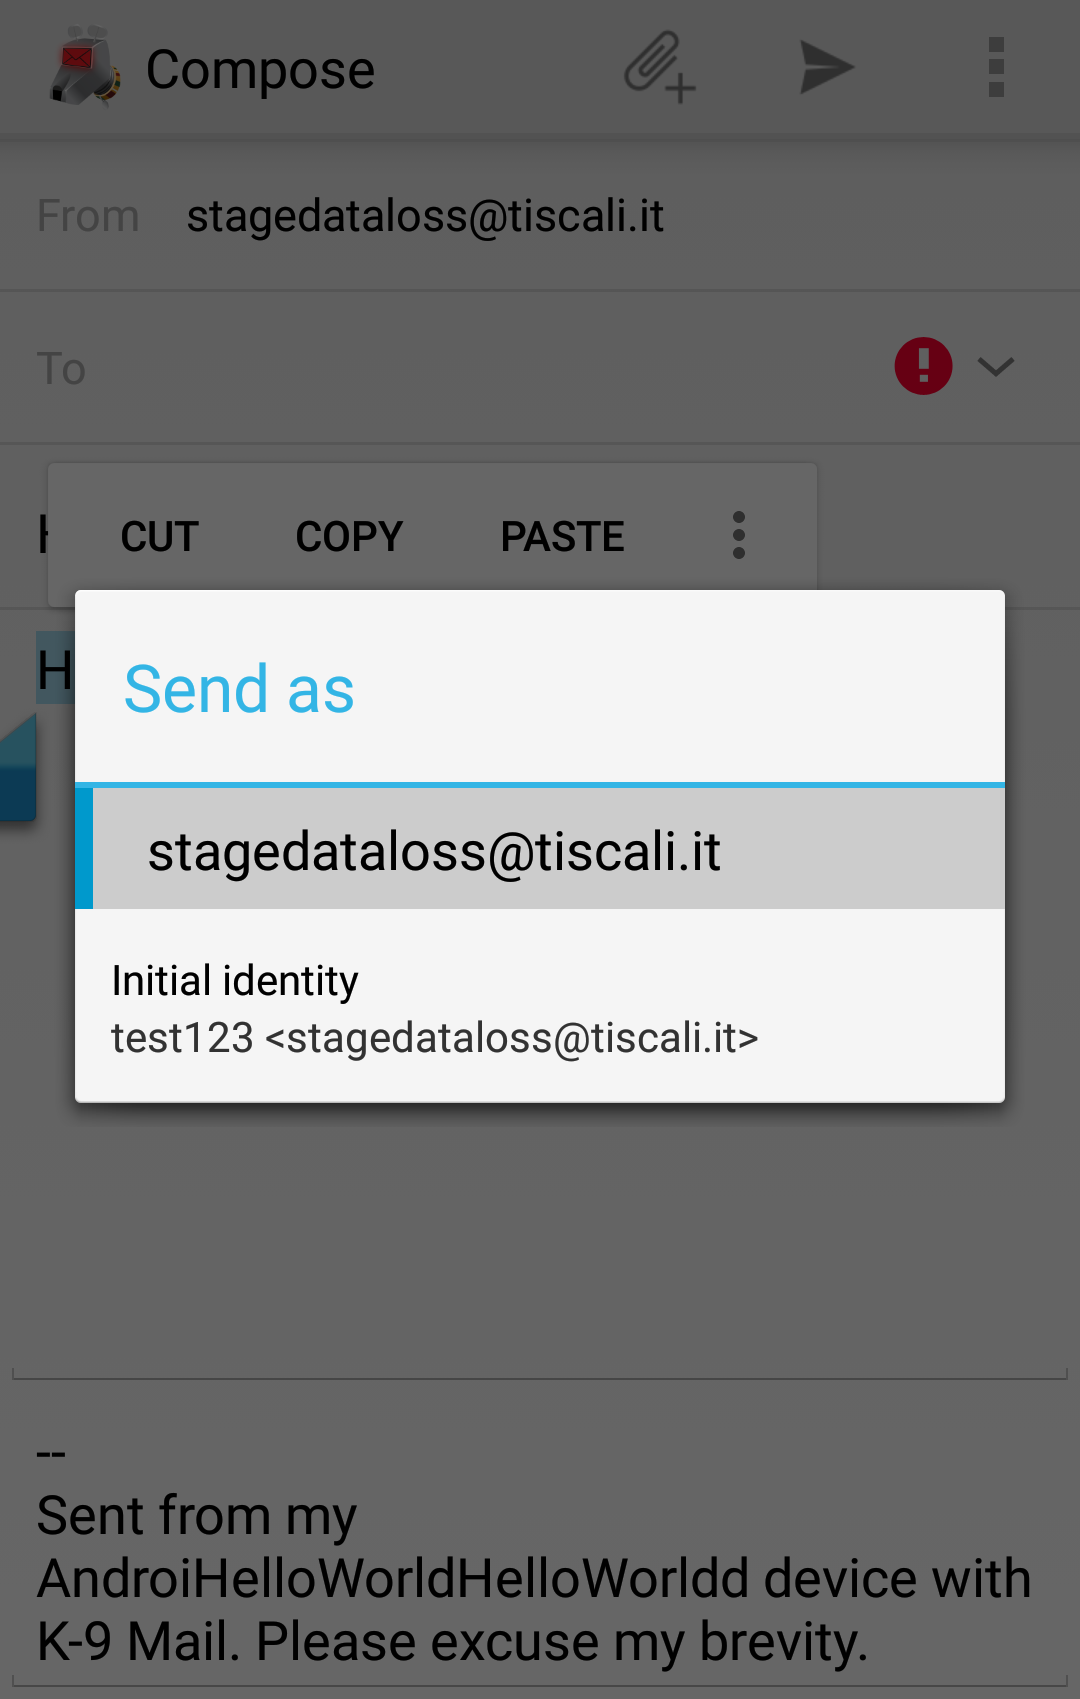 Compose
From stagedataloss@tiscali.it
To
CUT COPY PASTE
H
Send as
stagedataloss@tiscali.it
Initial identity
test123 <stagedataloss@tiscali.it>
--
Sent from my
AndroiHelloWorldHelloWorldd device with
K-9 Mail. Please excuse my brevity.